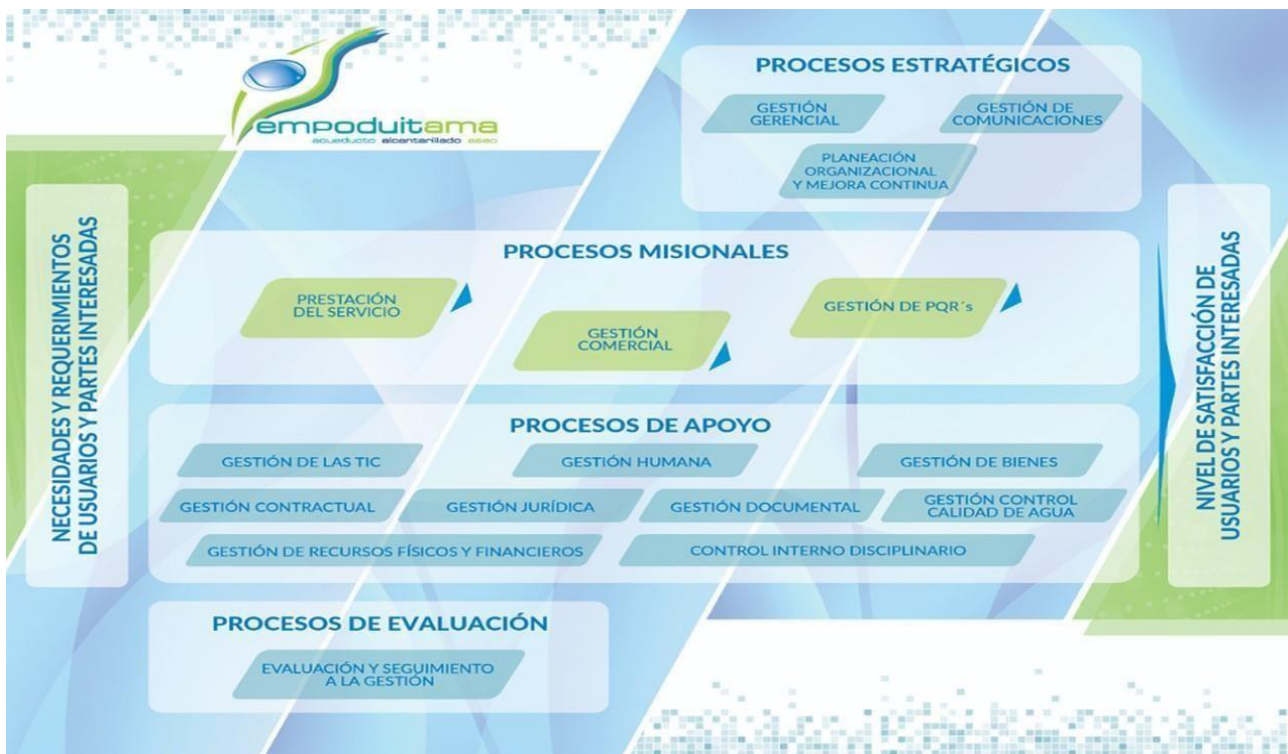 empoduitama
acueducto alcantarillado aseo
PROCESOS ESTRATÉGICOS
GESTIÓN
GERENCIAL
GESTIÓN DE
COMUNICACIONES
PLANEACIÓN
ORGANIZACIONAL
Y MEJORA CONTINUA
NECESIDADES Y REQUERIMIENTOS
DE USUARIOS Y PARTES INTERESADAS
PROCESOS MISIONALES
PRESTACIÓN
DEL SERVICIO
GESTIÓN
COMERCIAL
GESTIÓN DE PQR´s
PROCESOS DE APOYO
GESTIÓN DE LAS TIC
GESTIÓN HUMANA
GESTIÓN DE BIENES
GESTIÓN CONTRACTUAL
GESTIÓN JURÍDICA
GESTIÓN DOCUMENTAL
GESTIÓN CONTROL
CALIDAD DE AGUA
GESTIÓN DE RECURSOS FÍSICOS Y FINANCIEROS
CONTROL INTERNO DISCIPLINARIO
PROCESOS DE EVALUACIÓN
EVALUACIÓN Y SEGUIMIENTO
A LA GESTIÓN
NIVEL DE SATISFACCIÓN DE
USUARIOS Y PARTES INTERESADAS